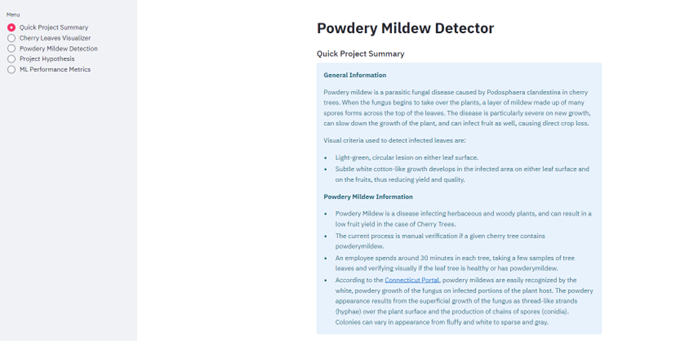 Menu
Quick Project Summary
Cherry Leaves Visualizer
Powdery Mildew Detection
Project Hypothesis
ML Performance Metrics
Powdery Mildew Detector
Quick Project Summary
General Information
Powdery mildew is a parasitic fungal disease caused by Podosphaera clandestina in cherry
trees. When the fungus begins to take over the plants, a layer of mildew made up of many
spores forms across the top of the leaves. The disease is particularly severe on new growth,
can slow down the growth of the plant, and can infect fruit as well, causing direct crop loss.
Visual criteria used to detect infected leaves are:
• Light-green, circular lesion on either leaf surface.
• Subtle white cotton-like growth develops in the infected area on either leaf surface and
on the fruits, thus reducing yield and quality.
Powdery Mildew Information
• Powdery Mildew is a disease infecting herbaceous and woody plants, and can result in a
low fruit yield in the case of Cherry Trees.
• The current process is manual verification if a given cherry tree contains
powderymildew.
• An employee spends around 30 minutes in each tree, taking a few samples of tree
leaves and verifying visually if the leaf tree is healthy or has powderymildew.
• According to the Connecticut Portal, powdery mildews are easily recognized by the
white, powdery growth of the fungus on infected portions of the plant host. The powdery
appearance results from the superficial growth of the fungus as thread-like strands
(hyphae) over the plant surface and the production of chains of spores (conidia).
Colonies can vary in appearance from fluffy and white to sparse and gray.